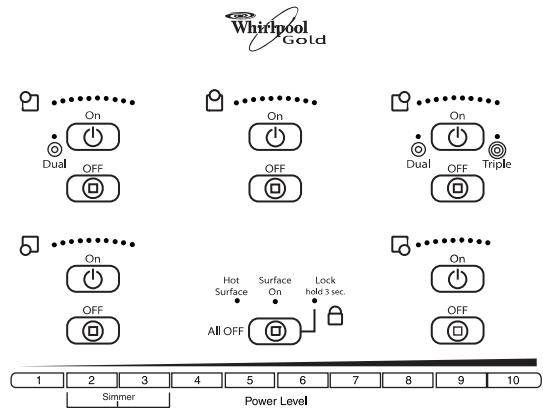 Whirlpool
Gold
On
On
On
Dual
Dual
Triple
OFF
OFF
OFF
On
On
Hot Surface
Surface On
Lock
hold 3 sec.
OFF
All OFF
OFF
1 2 3 4 5 6 7 8 9 10
Simmer
Power Level